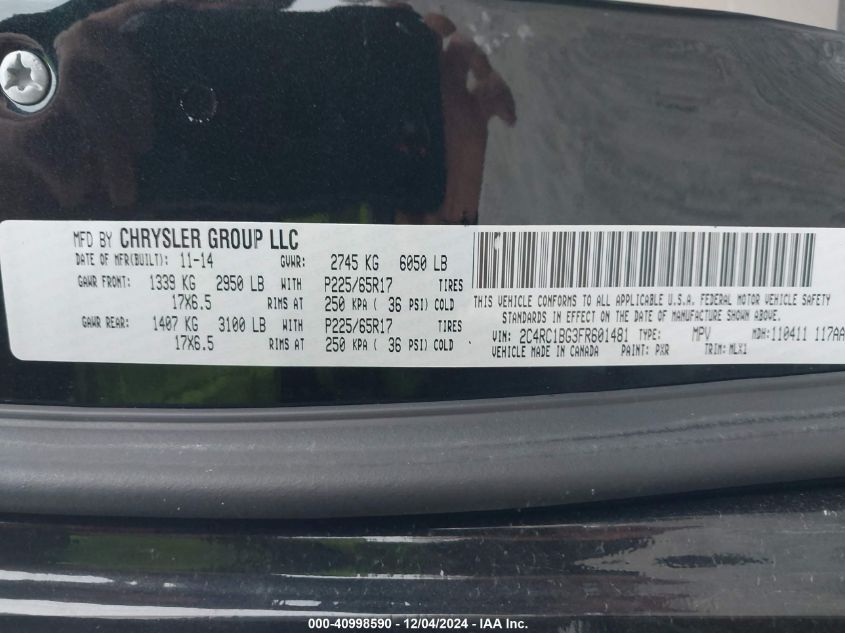 MFD BY CHRYSLER GROUP LLC
DATE OF MFR(BUILT): 11-14 GVWR: 2745 KG 6050 LB
GAWR FRONT: 1339 KG 2950 LB WITH P225/65R17 TIRES
17X6.5 RIMS AT 250 KPA ( 36 PSI) COLD
GAWR REAR: 1407 KG 3100 LB WITH P225/65R17 TIRES
17X6.5 RIMS AT 250 KPA ( 36 PSI) COLD
THIS VEHICLE CONFORMS TO ALL APPLICABLE U.S.A. FEDERAL MOTOR VEHICLE SAFETY
STANDARDS IN EFFECT ON THE DATE OF MANUFACTURE SHOWN ABOVE.
VIN: 2C4RC1BG3FR601481 TYPE: MPV MDH: 110411 117AA
VEHICLE MADE IN CANADA PAINT: PXR TRIM: MLX1
000-40998590 - 12/04/2024 - IAA Inc.